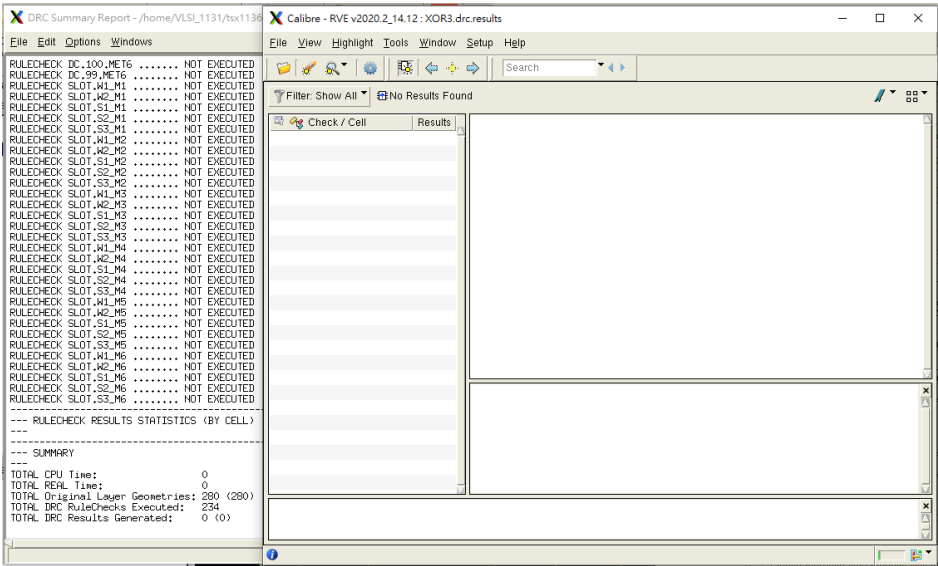 DRC Summary Report - /home/VLSI_1131/tsx1136
File Edit Options Windows
RULECHECK DC.100.MET6 ....... NOT EXECUTED
RULECHECK DC.99.MET6 ........ NOT EXECUTED
RULECHECK SLOT.W1_M1 ........ NOT EXECUTED
RULECHECK SLOT.W2_M1 ........ NOT EXECUTED
RULECHECK SLOT.S1_M1 ........ NOT EXECUTED
RULECHECK SLOT.S2_M1 ........ NOT EXECUTED
RULECHECK SLOT.S3_M1 ........ NOT EXECUTED
RULECHECK SLOT.W1_M2 ........ NOT EXECUTED
RULECHECK SLOT.W2_M2 ........ NOT EXECUTED
RULECHECK SLOT.S1_M2 ........ NOT EXECUTED
RULECHECK SLOT.S2_M2 ........ NOT EXECUTED
RULECHECK SLOT.S3_M2 ........ NOT EXECUTED
RULECHECK SLOT.W1_M3 ........ NOT EXECUTED
RULECHECK SLOT.W2_M3 ........ NOT EXECUTED
RULECHECK SLOT.S1_M3 ........ NOT EXECUTED
RULECHECK SLOT.S2_M3 ........ NOT EXECUTED
RULECHECK SLOT.S3_M3 ........ NOT EXECUTED
RULECHECK SLOT.W1_M4 ........ NOT EXECUTED
RULECHECK SLOT.W2_M4 ........ NOT EXECUTED
RULECHECK SLOT.S1_M4 ........ NOT EXECUTED
RULECHECK SLOT.S2_M4 ........ NOT EXECUTED
RULECHECK SLOT.S3_M4 ........ NOT EXECUTED
RULECHECK SLOT.W1_M5 ........ NOT EXECUTED
RULECHECK SLOT.W2_M5 ........ NOT EXECUTED
RULECHECK SLOT.S1_M5 ........ NOT EXECUTED
RULECHECK SLOT.S2_M5 ........ NOT EXECUTED
RULECHECK SLOT.S3_M5 ........ NOT EXECUTED
RULECHECK SLOT.W1_M6 ........ NOT EXECUTED
RULECHECK SLOT.W2_M6 ........ NOT EXECUTED
RULECHECK SLOT.S1_M6 ........ NOT EXECUTED
RULECHECK SLOT.S2_M6 ........ NOT EXECUTED
RULECHECK SLOT.S3_M6 ........ NOT EXECUTED
--- RULECHECK RESULTS STATISTICS (BY CELL)
---
--- SUMMARY
---
TOTAL CPU Time: 0
TOTAL REAL Time: 0
TOTAL Original Layer Geometries: 280 (280)
TOTAL DRC RuleChecks Executed: 234
TOTAL DRC Results Generated: 0 (0)
Calibre - RVE v2020.2_14.12 : XOR3.drc.results
File View Highlight Tools Window Setup Help
Search
Filter: Show All No Results Found
Check / Cell Results